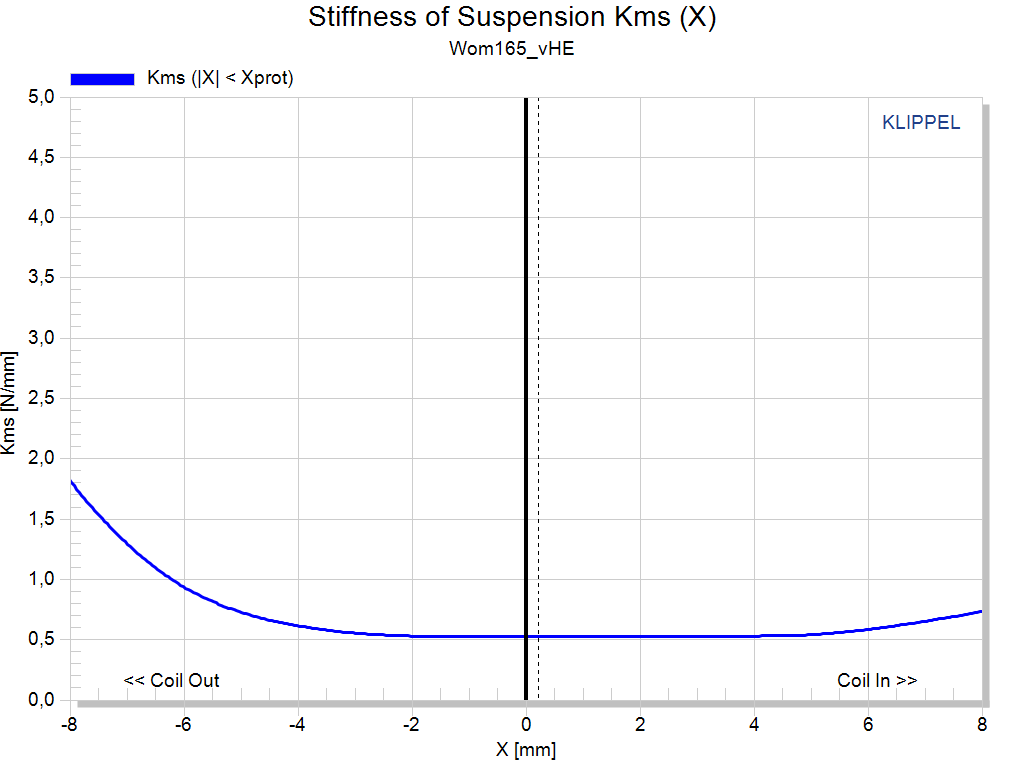 Stiffness of Suspension Kms (X)
Wom165_vHE
Kms (|X| < Xprot)
KLIPPEL
5,0
4,5
4,0
3,5
3,0
2,5
2,0
1,5
1,0
0,5
0,0
Kms [N/mm]
<< Coil Out
Coil In >>
-8 -6 -4 -2 0 2 4 6 8
X [mm]